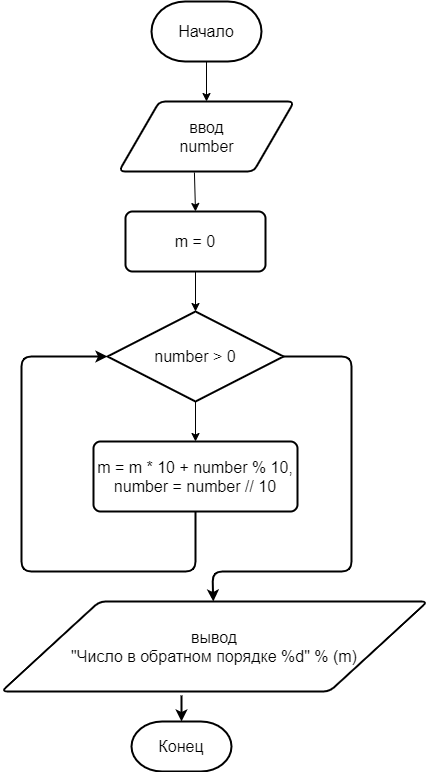 Начало
ввод
number
m = 0
number > 0
m = m * 10 + number % 10,
number = number // 10
вывод
"Число в обратном порядке %d" % (m)
Конец